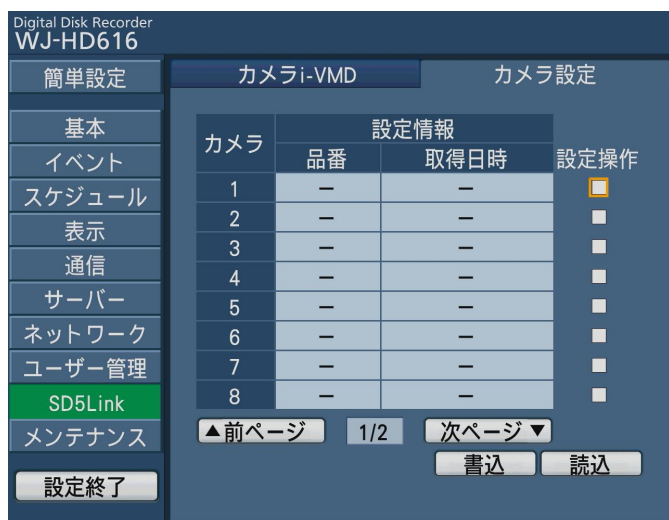 Digital Disk Recorder
WJ-HD616
簡単設定
基本
イベント
スケジュール
表示
通信
サーバー
ネットワーク
ユーザー管理
SD5Link
メンテナンス
設定終了
カメラi-VMD カメラ設定
カメラ 設定情報 設定操作
品番 取得日時
1 － －
2 － －
3 － －
4 － －
5 － －
6 － －
7 － －
8 － －
▲前ページ 1/2 次ページ▼
書込 読込